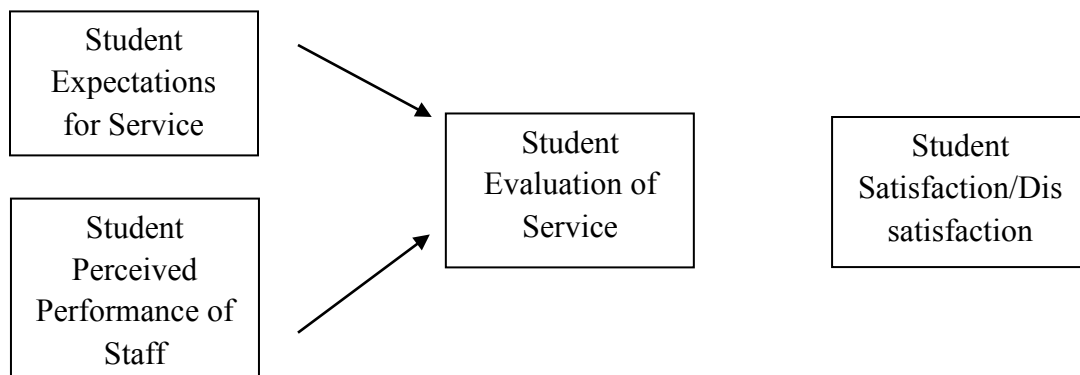 Student
Expectations
for Service
Student
Perceived
Performance of
Staff
Student
Evaluation of
Service
Student
Satisfaction/Dis
satisfaction